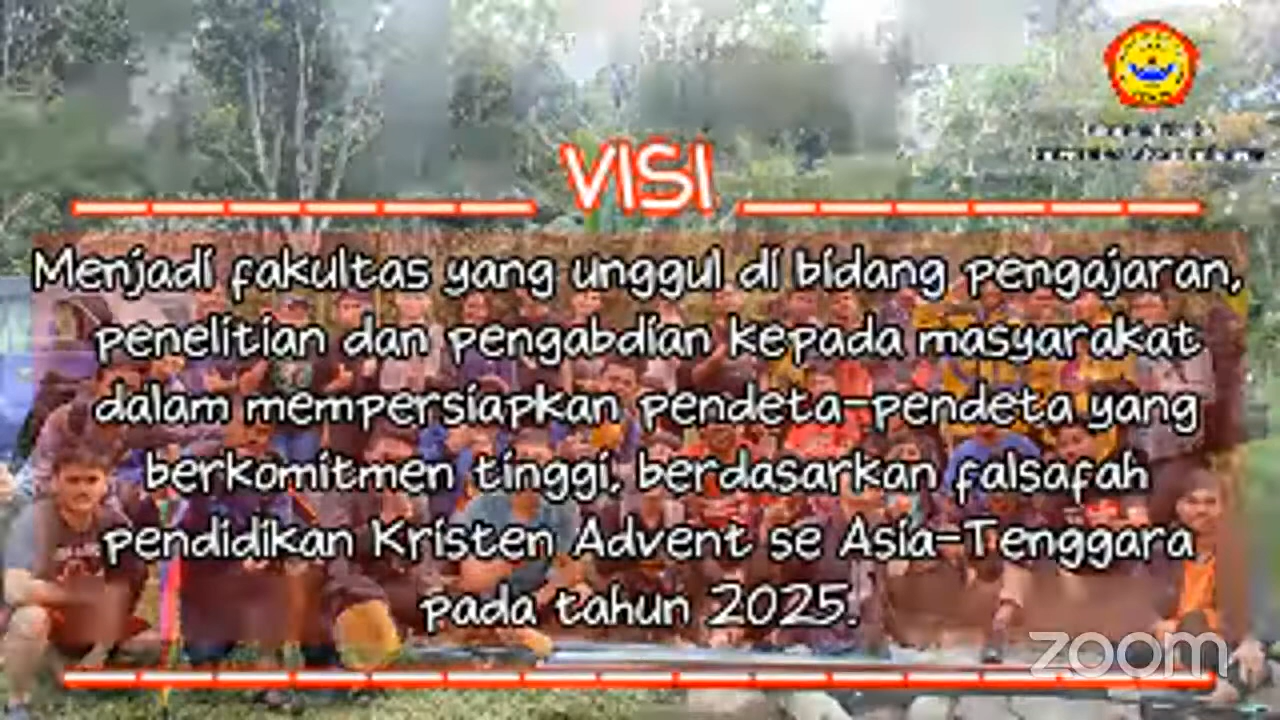 VISI
Menjadi fakultas yang unggul di bidang pengajaran,
penelitian dan pengabdian kepada masyarakat
dalam mempersiapkan pendeta-pendeta yang
berkomitmen tinggi, berdasarkan falsafah
pendidikan Kristen Advent se Asia-Tenggara
pada tahun 2025.
zoom